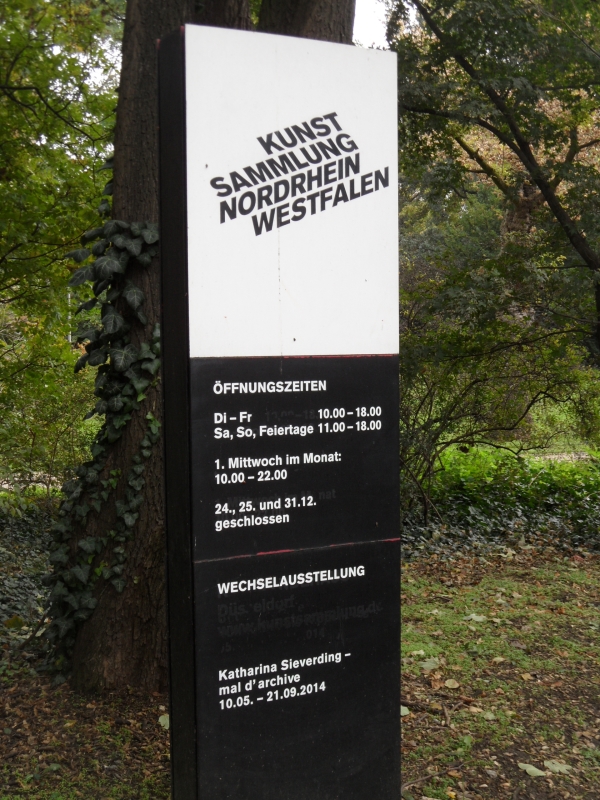 KUNST
SAMMLUNG
NORDRHEIN
WESTFALEN
ÖFFNUNGSZEITEN
Di – Fr 10.00 – 18.00
Sa, So, Feiertage 11.00 – 18.00
1. Mittwoch im Monat:
10.00 – 22.00
24., 25. und 31.12.
geschlossen
WECHSELAUSSTELLUNG
Katharina Sieverding –
mal d' archive
10.05. – 21.09.2014